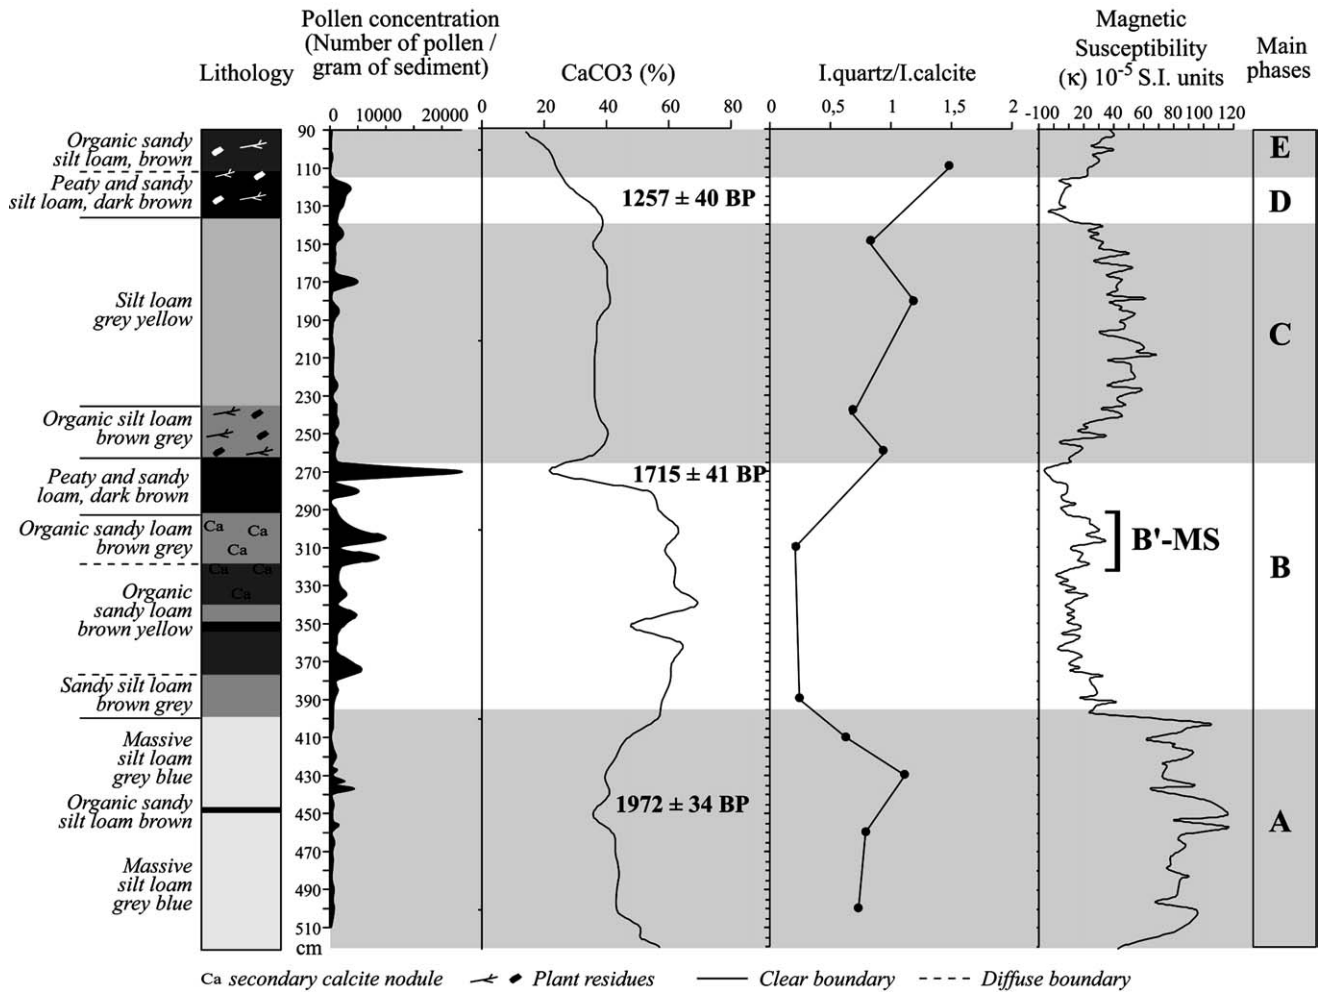 Pollen concentration
(Number of pollen /
gram of sediment)
Lithology
CaCO3 (%)
I.quartz/I.calcite
Magnetic
Susceptibility
(κ) 10-5 S.I. units
Main
phases
0 10000 20000
0 20 40 60 80
0 0,5 1 1,5 2
-100 20 60 100 120
90
110
130
150
170
190
210
230
250
270
290
310
330
350
370
390
410
430
450
470
490
510
cm
Organic sandy
silt loam, brown
Peaty and sandy
silt loam, dark brown
Silt loam
grey yellow
Organic silt loam
brown grey
Peaty and sandy
loam, dark brown
Organic sandy loam
brown grey
Organic
sandy loam
brown yellow
Sandy silt loam
brown grey
Massive
silt loam
grey blue
Organic sandy
silt loam brown
Massive
silt loam
grey blue
Ca Ca
Ca
Ca Ca
Ca
1257 ± 40 BP
1715 ± 41 BP
1972 ± 34 BP
B'-MS
E
D
C
B
A
Ca secondary calcite nodule Plant residues Clear boundary Diffuse boundary